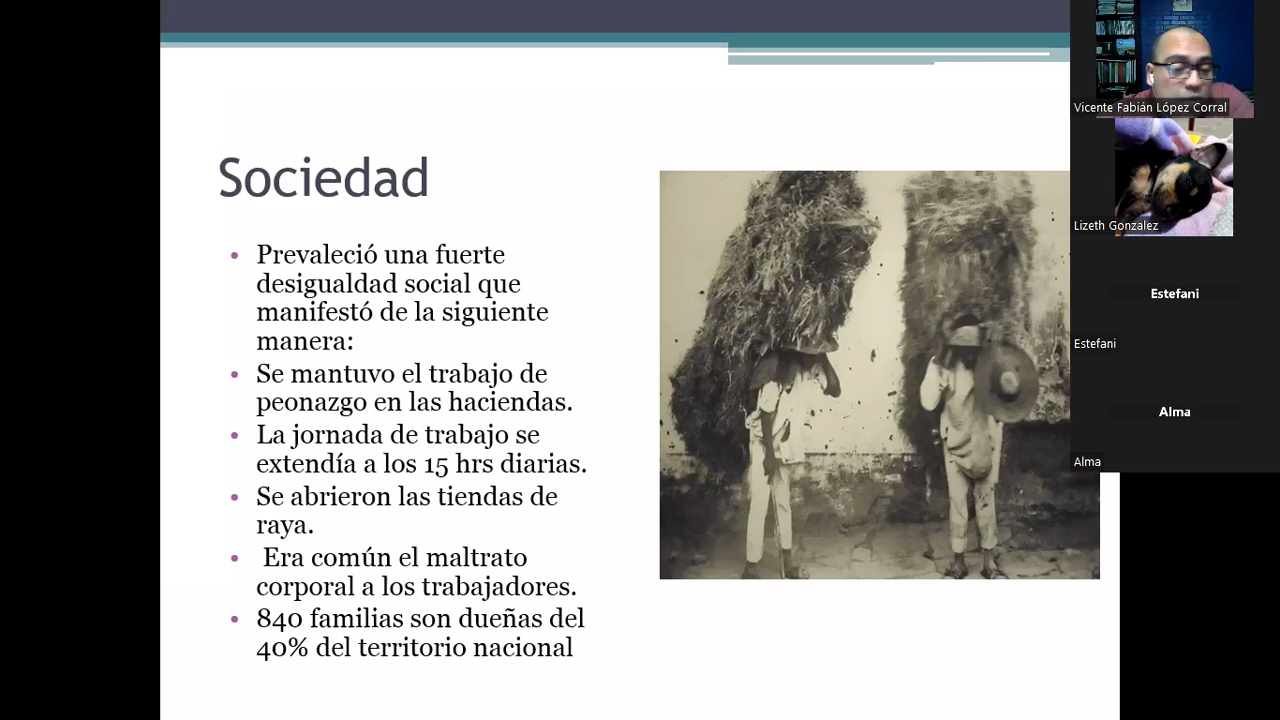 Sociedad
Prevaleció una fuerte
desigualdad social que
manifestó de la siguiente
manera:
Se mantuvo el trabajo de
peonazgo en las haciendas.
La jornada de trabajo se
extendía a los 15 hrs diarias.
Se abrieron las tiendas de
raya.
Era común el maltrato
corporal a los trabajadores.
840 familias son dueñas del
40% del territorio nacional
Vicente Fabián López Corral
Lizeth Gonzalez
Estefani
Estefani
Alma
Alma